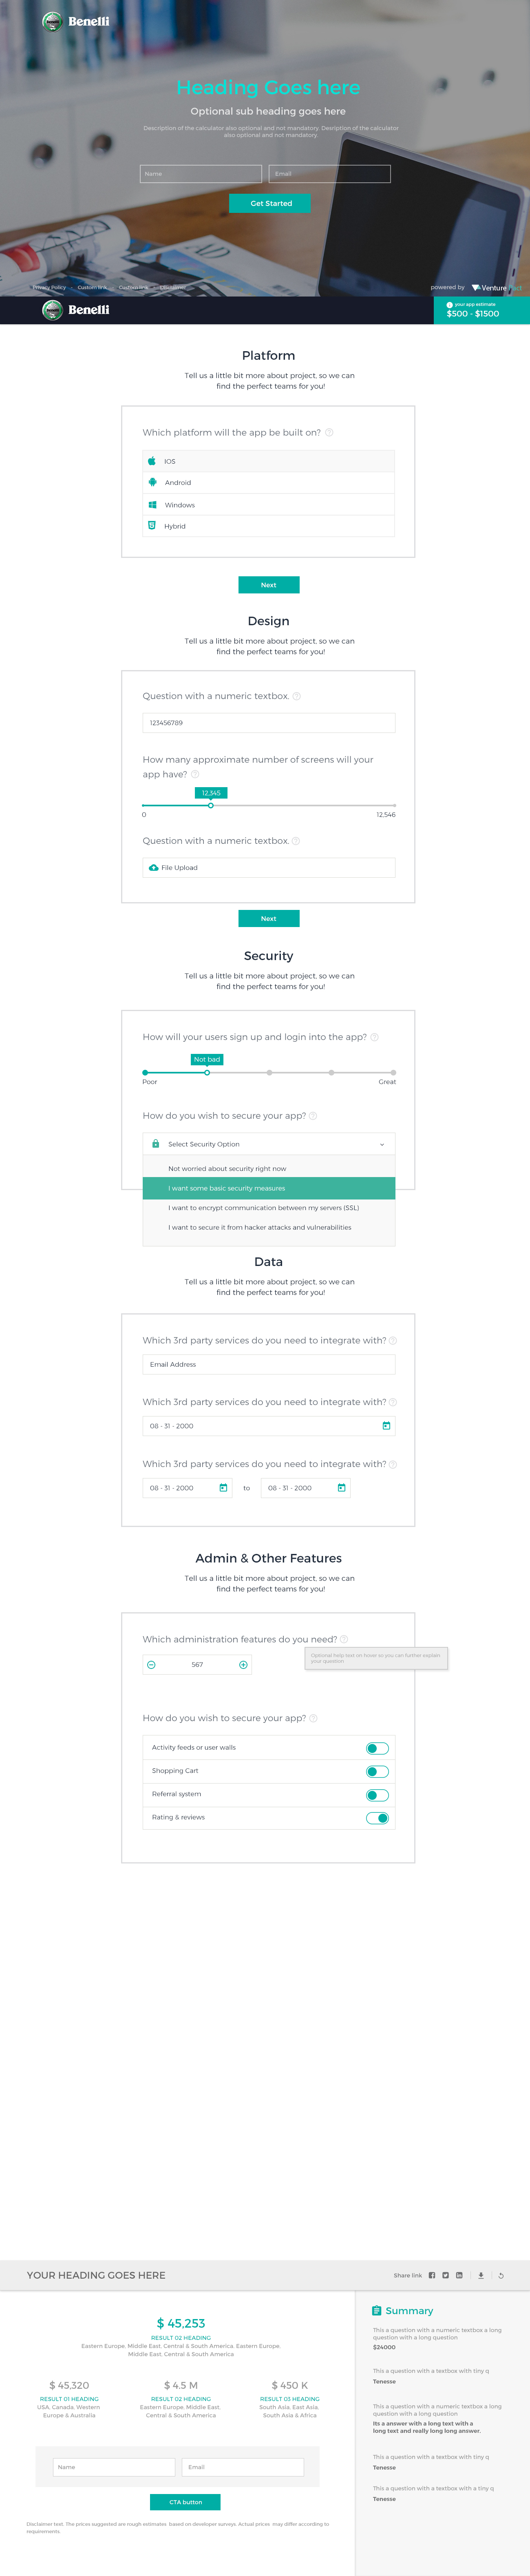 Benelli
Heading Goes here
Optional sub heading goes here
Description of the calculator also optional and not mandatory. Desription of the calculator
also optional and not mandatory.
Name Email
Get Started
Privacy Policy Custom link Custom link Disclaimer
powered by VenturePact
Benelli
your app estimate
$500 - $1500
Platform
Tell us a little bit more about project, so we can
find the perfect teams for you!
Which platform will the app be built on? ?
IOS
Android
Windows
Hybrid
Next
Design
Tell us a little bit more about project, so we can
find the perfect teams for you!
Question with a numeric textbox. ?
123456789
How many approximate number of screens will your
app have? ?
12,345
0 12,546
Question with a numeric textbox. ?
File Upload
Next
Security
Tell us a little bit more about project, so we can
find the perfect teams for you!
How will your users sign up and login into the app? ?
Not bad
Poor Great
How do you wish to secure your app? ?
Select Security Option
Not worried about security right now
I want some basic security measures
I want to encrypt communication between my servers (SSL)
I want to secure it from hacker attacks and vulnerabilities
Data
Tell us a little bit more about project, so we can
find the perfect teams for you!
Which 3rd party services do you need to integrate with? ?
Email Address
Which 3rd party services do you need to integrate with? ?
08 - 31 - 2000
Which 3rd party services do you need to integrate with? ?
08 - 31 - 2000 to 08 - 31 - 2000
Admin & Other Features
Tell us a little bit more about project, so we can
find the perfect teams for you!
Which administration features do you need? ?
Optional help text on hover so you can further explain
your question
567
How do you wish to secure your app? ?
Activity feeds or user walls
Shopping Cart
Referral system
Rating & reviews
YOUR HEADING GOES HERE
Share link
$ 45,253
RESULT 02 HEADING
Eastern Europe, Middle East, Central & South America. Eastern Europe,
Middle East, Central & South America
$ 45,320
RESULT 01 HEADING
USA, Canada, Western
Europe & Australia
$ 4.5 M
RESULT 02 HEADING
Eastern Europe, Middle East,
Central & South America
$ 450 K
RESULT 03 HEADING
South Asia, East Asia,
South Asia & Africa
Name Email
CTA button
Disclaimer text. The prices suggested are rough estimates based on developer surveys. Actual prices may differ according to
requirements.
Summary
This a question with a numeric textbox a long
question with a long question
$24000
This a question with a textbox with tiny q
Tenesse
This a question with a numeric textbox a long
question with a long question
Its a answer with a long text with a
long text and really long long answer.
This a question with a textbox with tiny q
Tenesse
This a question with a textbox with a tiny q
Tenesse